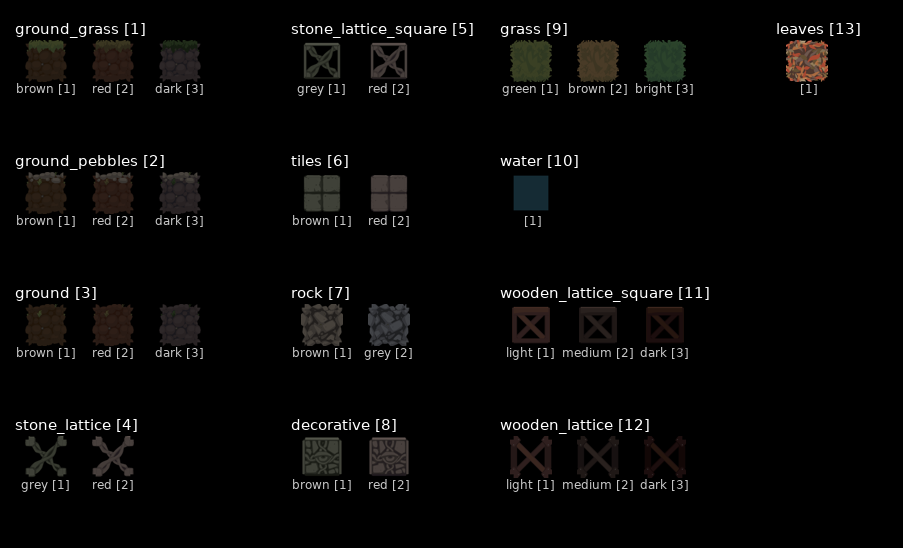 ground_grass [1]
brown [1] red [2] dark [3]
stone_lattice_square [5]
grey [1] red [2]
grass [9]
green [1] brown [2] bright [3]
leaves [13]
[1]
ground_pebbles [2]
brown [1] red [2] dark [3]
tiles [6]
brown [1] red [2]
water [10]
[1]
ground [3]
brown [1] red [2] dark [3]
rock [7]
brown [1] grey [2]
wooden_lattice_square [11]
light [1] medium [2] dark [3]
stone_lattice [4]
grey [1] red [2]
decorative [8]
brown [1] red [2]
wooden_lattice [12]
light [1] medium [2] dark [3]